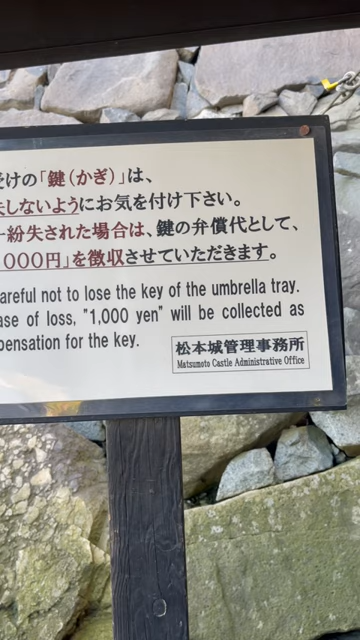 けの「鍵(かぎ)」は、
しないようにお気を付け下さい。
紛失された場合は、鍵の弁償代として、
000円」を徴収させていただきます。
careful not to lose the key of the umbrella tray.
ase of loss, "1,000 yen" will be collected as
pensation for the key.
松本城管理事務所
Matsumoto Castle Administrative Office